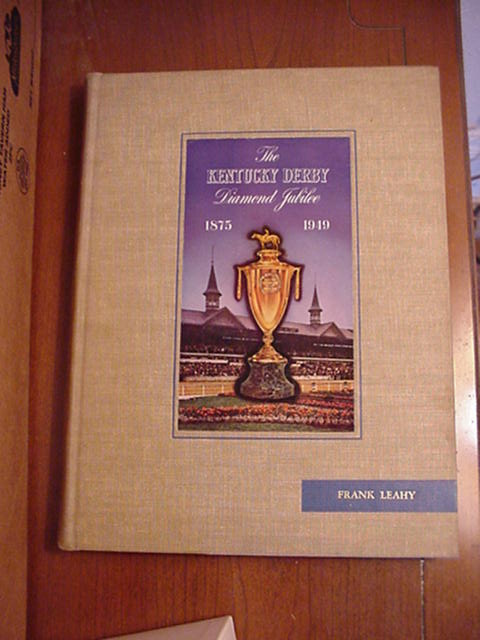 The
KENTUCKY DERBY
Diamond Jubilee
1875 1949
FRANK LEAHY